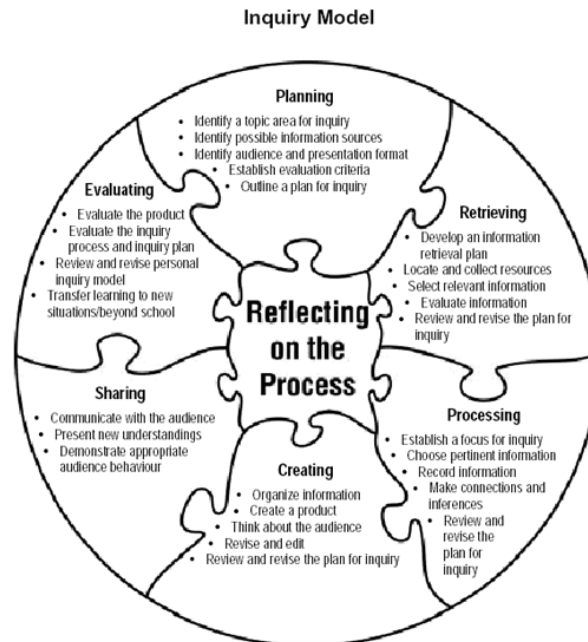 Inquiry Model
Planning
• Identify a topic area for inquiry
• Identify possible information sources
• Identify audience and presentation format
• Establish evaluation criteria
• Outline a plan for inquiry
Retrieving
• Develop an information
retrieval plan
• Locate and collect resources
• Select relevant information
• Evaluate information
• Review and revise the plan for
inquiry
Processing
• Establish a focus for inquiry
• Choose pertinent information
• Record information
• Make connections and
inferences
• Review and
revise the
plan for
inquiry
Creating
• Organize information
• Create a product
• Think about the audience
• Revise and edit
• Review and revise the plan for inquiry
Sharing
• Communicate with the audience
• Present new understandings
• Demonstrate appropriate
audience behaviour
Evaluating
• Evaluate the product
• Evaluate the inquiry
process and inquiry plan
• Review and revise personal
inquiry model
• Transfer learning to new
situations/beyond school
Reflecting
on the
Process